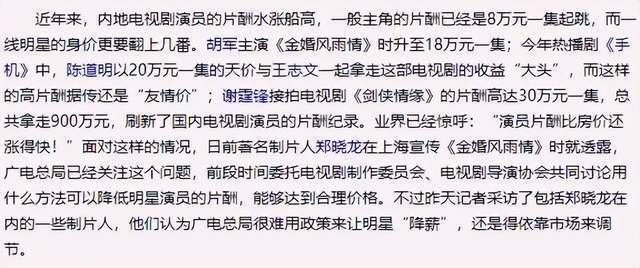 近年来，内地电视剧演员的片酬水涨船高，一般主角的片酬已经是8万元一集起跳，而一
线明星的身价更要翻上几番。胡军主演《金婚风雨情》时升至18万元一集；今年热播剧《手
机》中，陈道明以20万元一集的天价与王志文一起拿走这部电视剧的收益“大头”，而这样
的高片酬据传还是“友情价”；谢霆锋接拍电视剧《剑侠情缘》的片酬高达30万元一集，总
共拿走900万元，刷新了国内电视剧演员的片酬纪录。业界已经惊呼：“演员片酬比房价还
涨得快！”面对这样的情况，日前著名制片人郑晓龙在上海宣传《金婚风雨情》时就透露，
广电总局已经关注这个问题，前段时间委托电视剧制作委员会、电视剧导演协会共同讨论用
什么方法可以降低明星演员的片酬，能够达到合理价格。不过昨天记者采访了包括郑晓龙在
内的一些制片人，他们认为广电总局很难用政策来让明星“降薪”，还是得依靠市场来调
节。